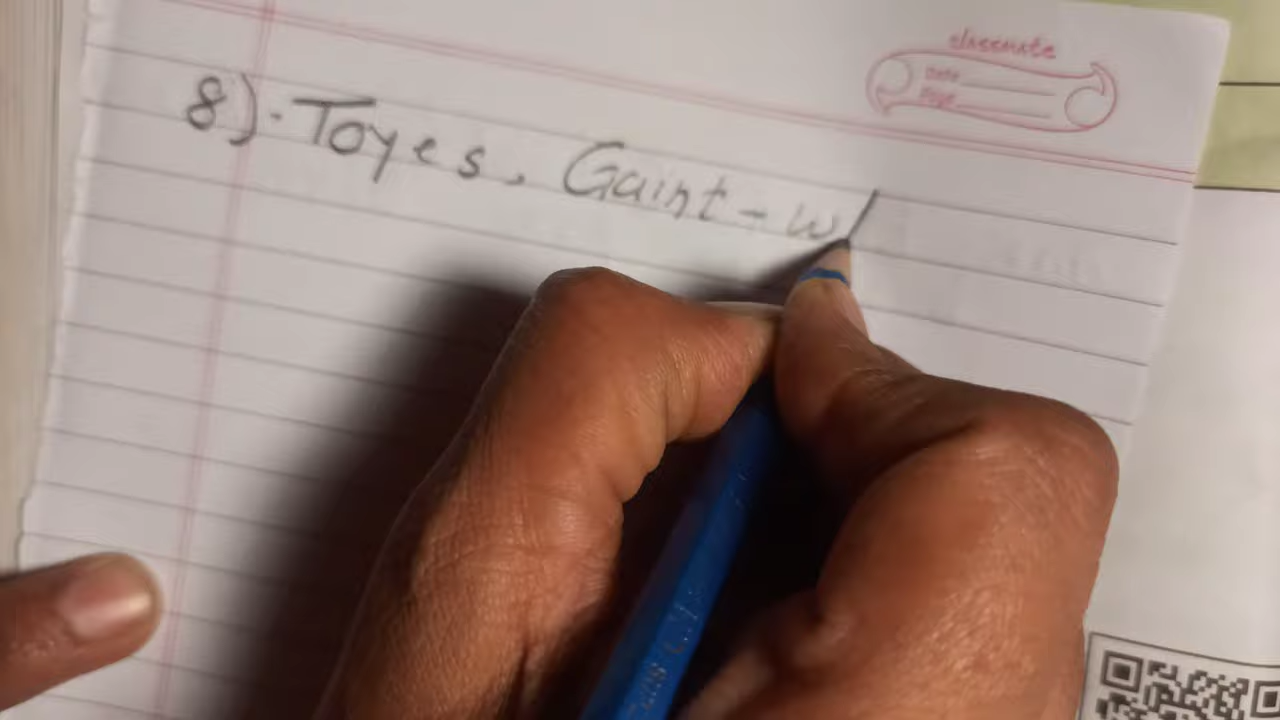 classmate
Date
Page
8). Toyes, Gaint - w